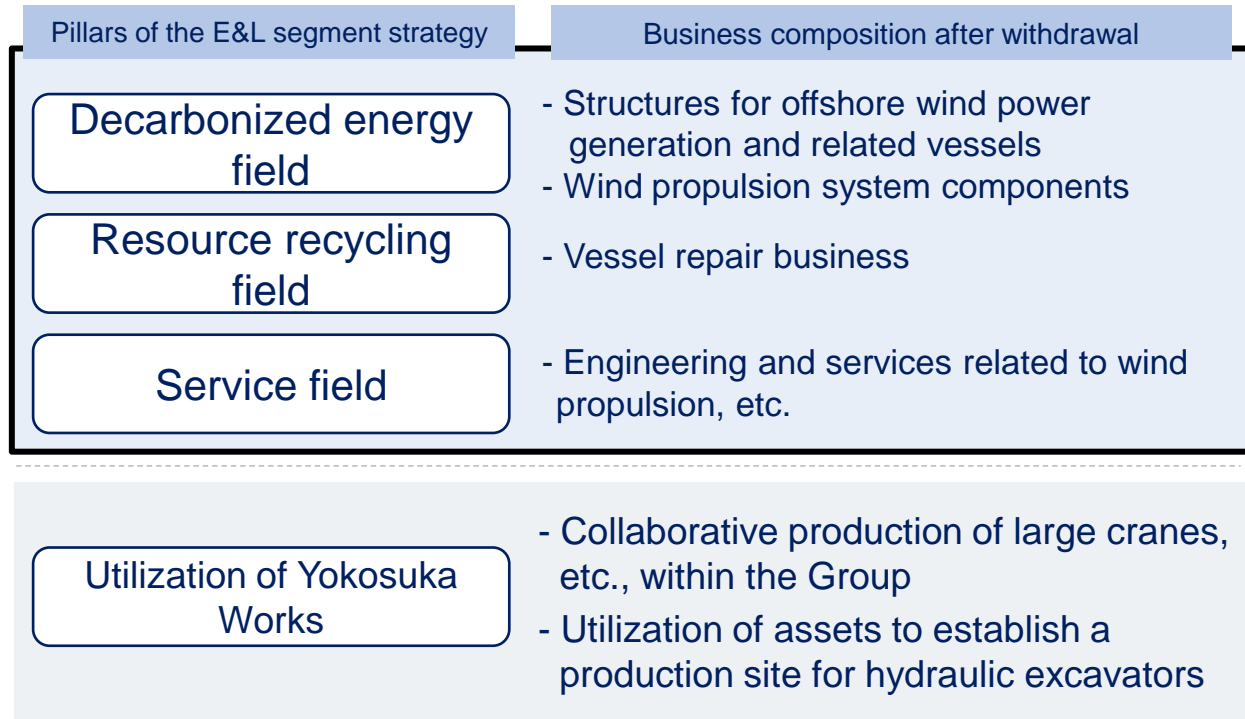 Pillars of the E&L segment strategy
Business composition after withdrawal
Decarbonized energy
field
- Structures for offshore wind power
generation and related vessels
- Wind propulsion system components
Resource recycling
field
- Vessel repair business
Service field
- Engineering and services related to wind
propulsion, etc.
Utilization of Yokosuka
Works
- Collaborative production of large cranes,
etc., within the Group
- Utilization of assets to establish a
production site for hydraulic excavators